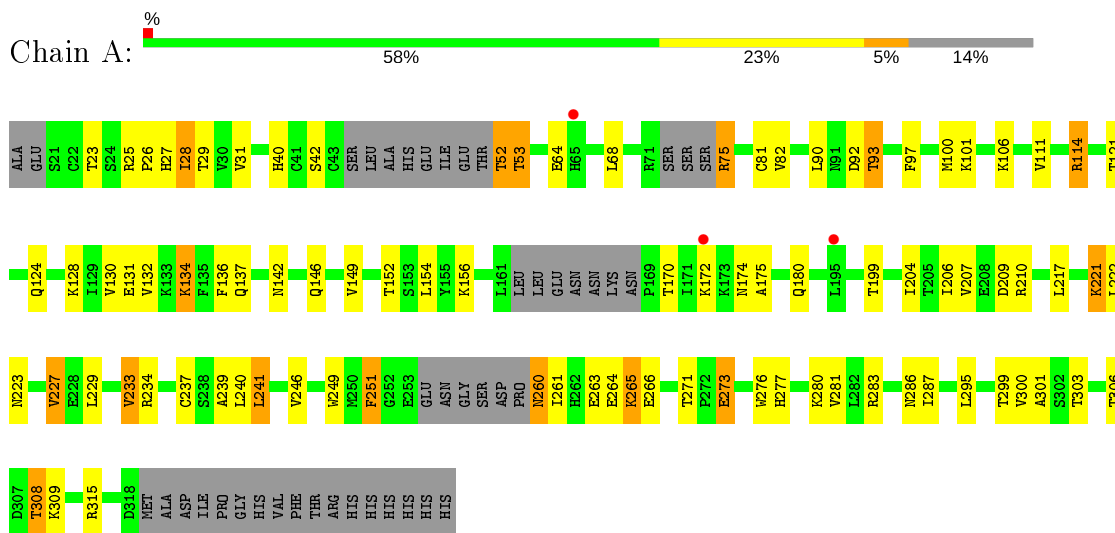 %
Chain A:
58% 23% 5% 14%
ALA GLU S21 C22 T23 S24 R25 P26 H27 I28 T29 V30 V31 H40 C41 S42 C43 SER LEU ALA HIS GLU ILE GLU THR T52 T53 E64 H65 L68 R71 SER SER SER R75 C81 V82 L90 N91 D92 T93 F97 M100 K101 K106 V111 R114 T121
Q124 K128 I129 V130 E131 V132 K133 K134 F135 F136 Q137 N142 Q146 V149 T152 S153 L154 Y155 K156 L161 LEU LEU GLU ASN ASN LYS ASN P169 T170 I171 K172 K173 N174 A175 Q180 L195 T199 I204 T205 I206 V207 E208 D209 R210 L217 K221 L222
N223 V227 E228 L229 V233 R234 C237 S238 A239 L240 L241 V246 W249 M250 F251 G252 E253 GLU ASN GLY SER ASP PRO N260 I261 H262 E263 E264 K265 E266 T271 P272 E273 W276 H277 K280 V281 L282 R283 N286 I287 L295 T299 V300 A301 S302 T303 T306
D307 T308 K309 R315 D318 MET ALA ASP ILE PRO GLY HIS VAL PHE THR ARG HIS HIS HIS HIS HIS HIS